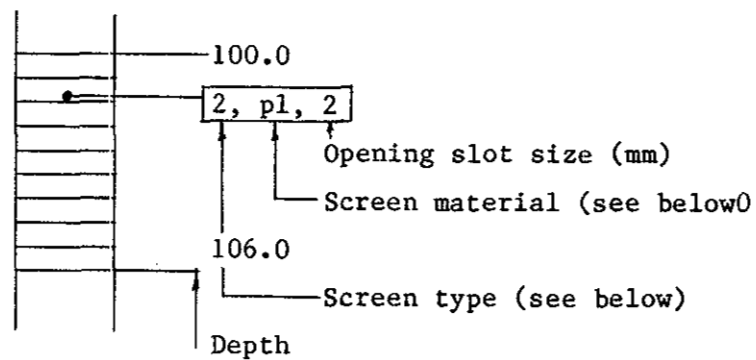 100.0
2, pl, 2
Opening slot size (mm)
Screen material (see below0
106.0
Screen type (see below)
Depth